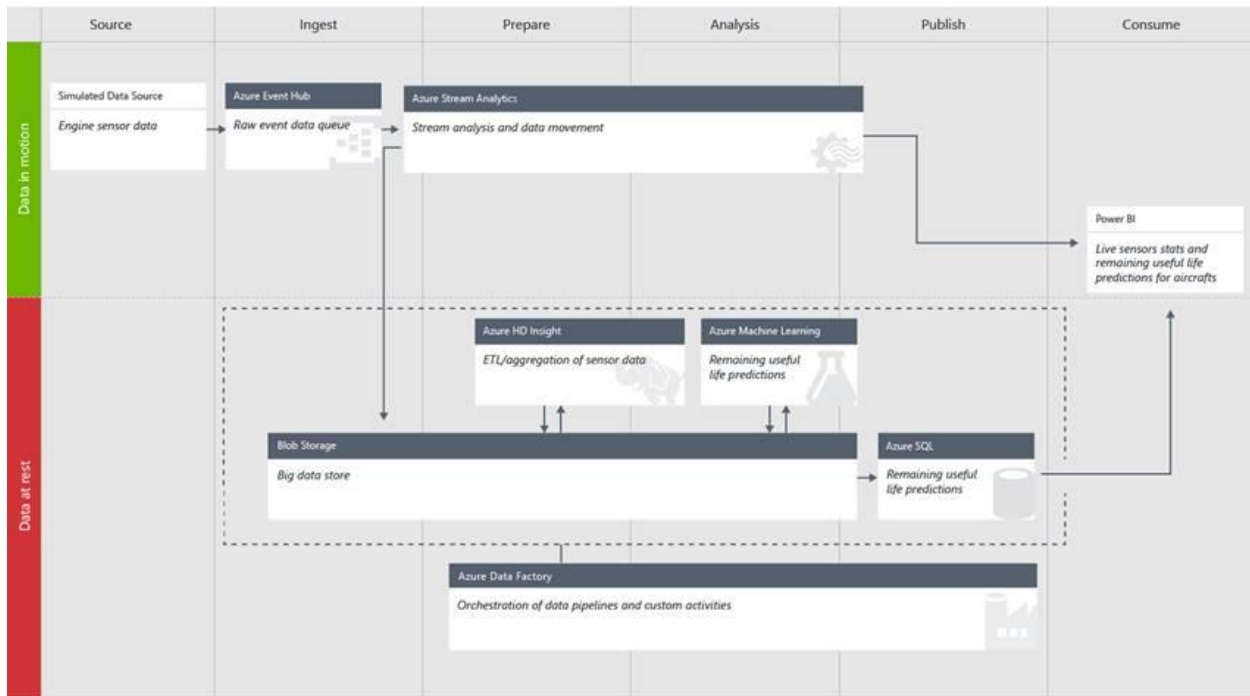 Source
Ingest
Prepare
Analysis
Publish
Consume
Data in motion
Simulated Data Source
Engine sensor data
Azure Event Hub
Raw event data queue
Azure Stream Analytics
Stream analysis and data movement
Power BI
Live sensors stats and
remaining useful life
predictions for aircrafts
Data at rest
Azure HD Insight
ETL/aggregation of sensor data
Azure Machine Learning
Remaining useful
life predictions
Blob Storage
Big data store
Azure SQL
Remaining useful
life predictions
Azure Data Factory
Orchestration of data pipelines and custom activities